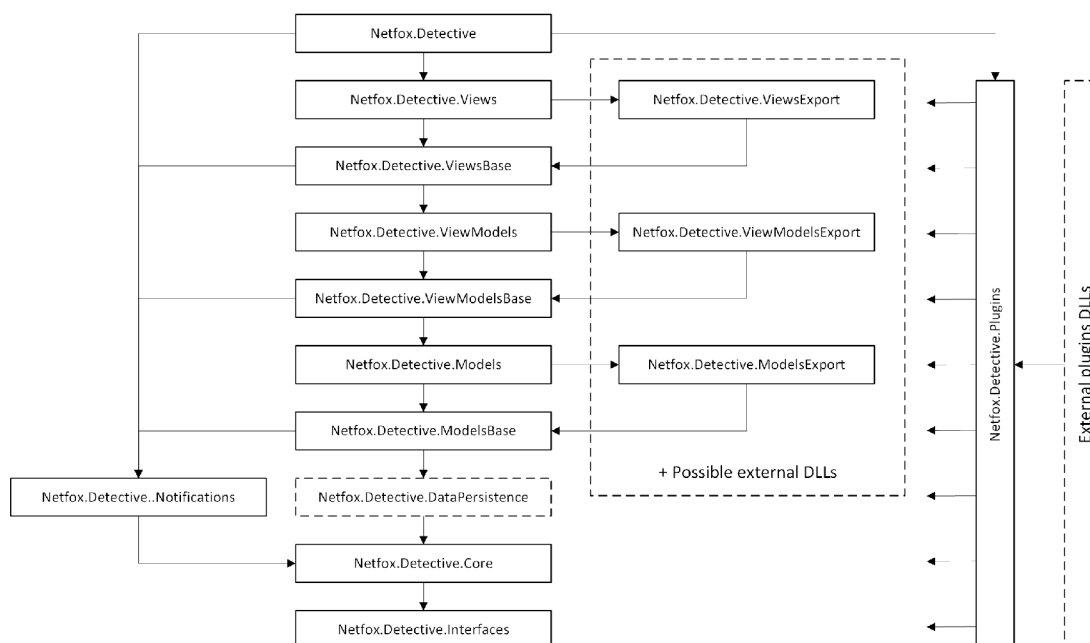 Netfox.Detective
Netfox.Detective.Views
Netfox.Detective.ViewsExport
Netfox.Detective.ViewsBase
Netfox.Detective.ViewModels
Netfox.Detective.ViewModelsExport
Netfox.Detective.ViewModelsBase
Netfox.Detective.Models
Netfox.Detective.ModelsExport
Netfox.Detective.ModelsBase
+ Possible external DLLs
Netfox.Detective..Notifications
Netfox.Detective.DataPersistence
Netfox.Detective.Core
Netfox.Detective.Interfaces
Netfox.Detective.Plugins
External plugins DLLs